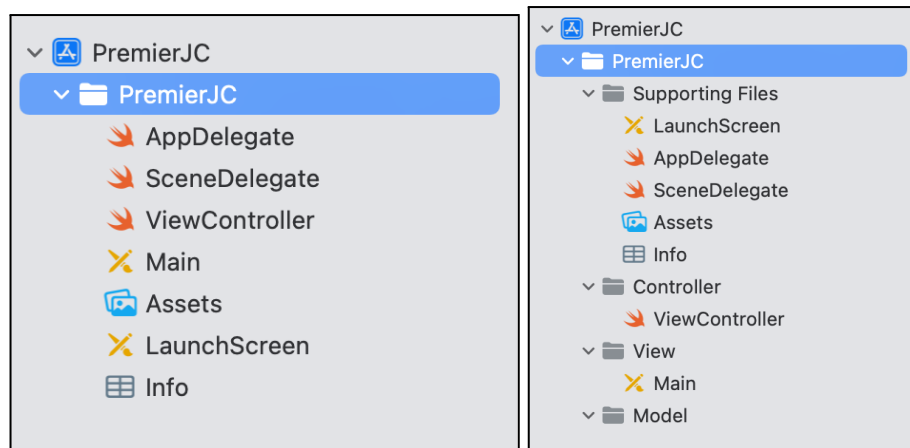 PremierJC
PremierJC
AppDelegate
SceneDelegate
ViewController
Main
Assets
LaunchScreen
Info
PremierJC
PremierJC
Supporting Files
LaunchScreen
AppDelegate
SceneDelegate
Assets
Info
Controller
ViewController
View
Main
Model